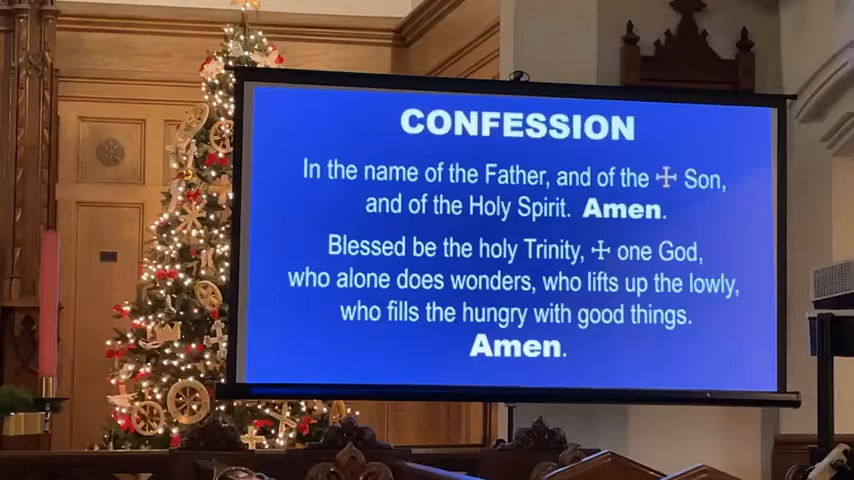 CONFESSION
In the name of the Father, and of the ☩ Son,
and of the Holy Spirit. Amen.
Blessed be the holy Trinity, ☩ one God,
who alone does wonders, who lifts up the lowly,
who fills the hungry with good things.
Amen.